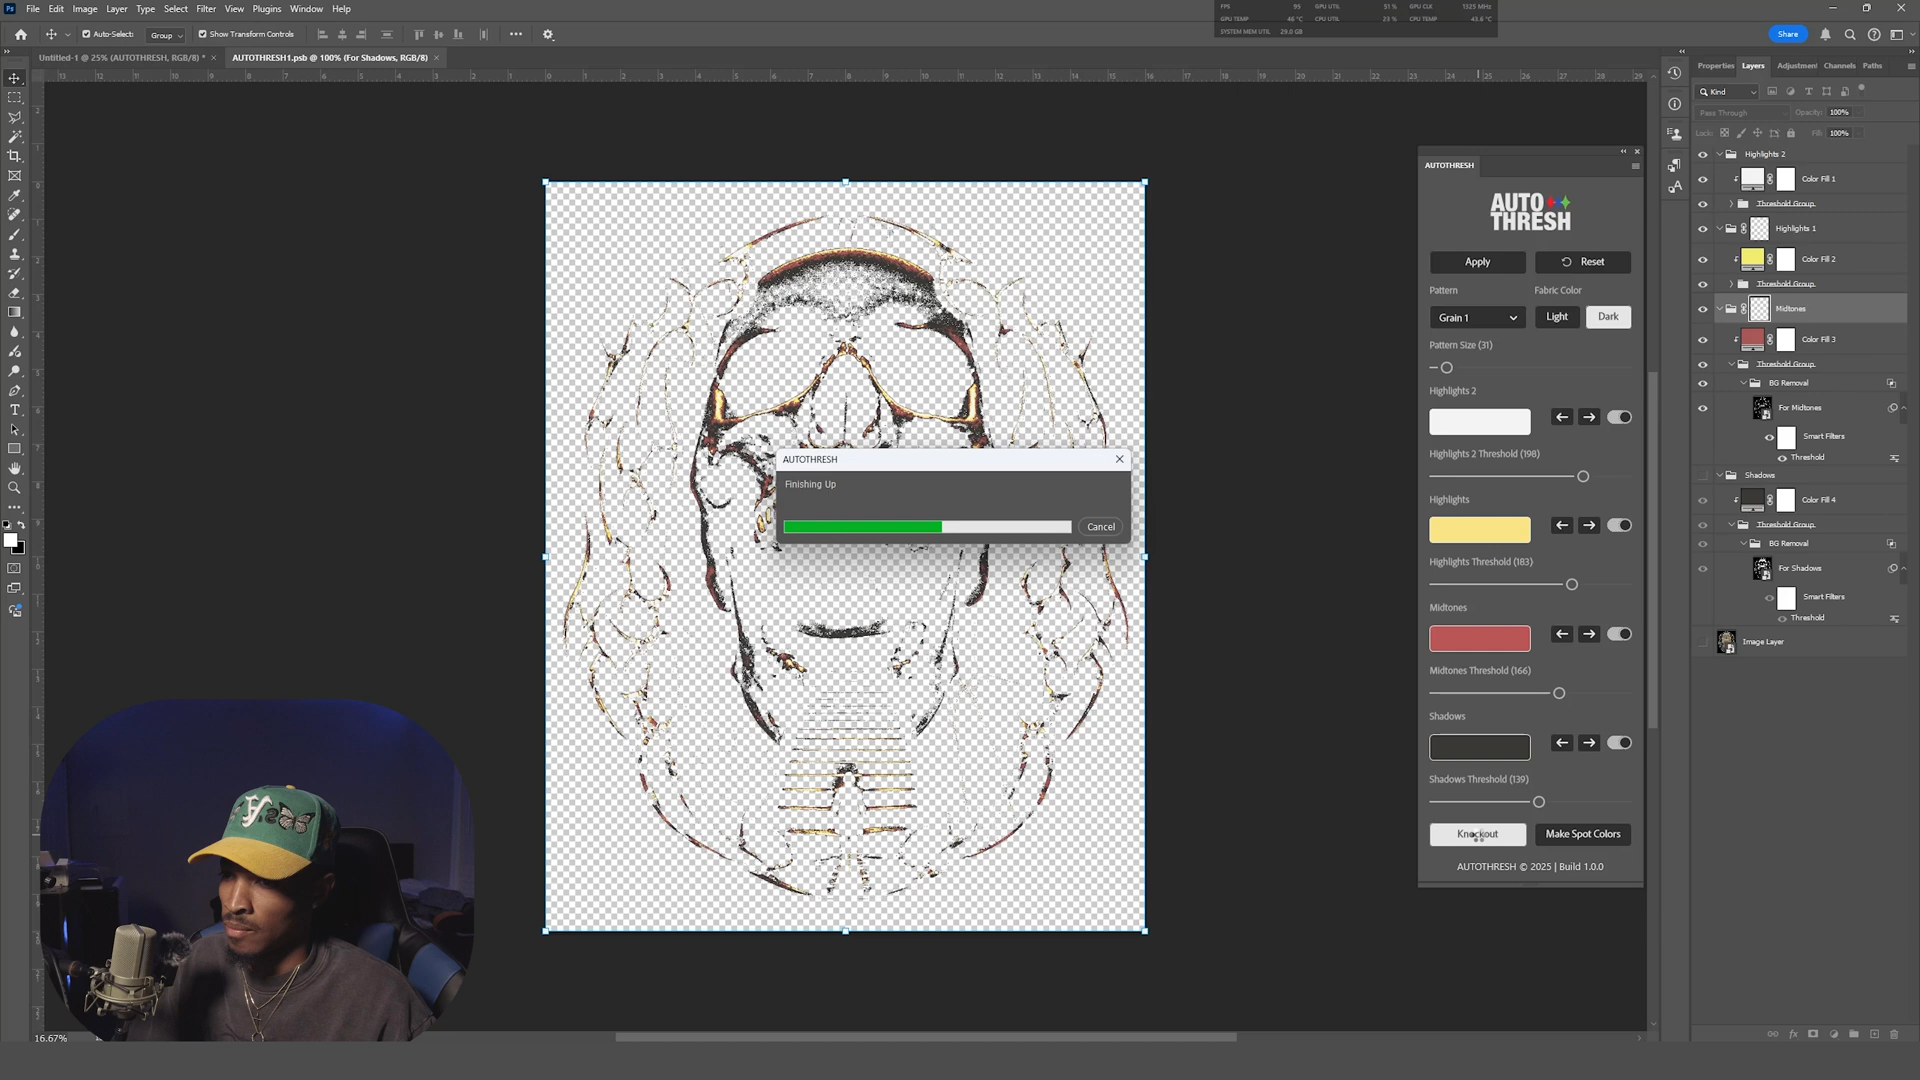 File Edit Image Layer Type Select Filter View Plugins Window Help
FPS 95 GPU UTIL 51 % GPU CLK 1325 MHz
GPU TEMP 46 °C CPU UTIL 23 % CPU TEMP 43.6 °C
SYSTEM MEM UTIL 29.0 GB
Auto-Select: Group Show Transform Controls
Share
Untitled-1 @ 25% (AUTOTHRESH, RGB/8) * AUTOTHRESH1.psb @ 100% (For Shadows, RGB/8)
Properties Layers Adjustment Channels Paths
Kind
Pass Through Opacity: 100%
Lock: Fill: 100%
Highlights 2
Color Fill 1
Threshold Group
Highlights 1
Color Fill 2
Threshold Group
Midtones
Color Fill 3
Threshold Group
BG Removal
For Midtones
Smart Filters
Threshold
Shadows
Color Fill 4
Threshold Group
BG Removal
For Shadows
Smart Filters
Threshold
Image Layer
AUTOTHRESH
AUTO
THRESH
Apply Reset
Pattern Fabric Color
Grain 1 Light Dark
Pattern Size (31)
Highlights 2
Highlights 2 Threshold (198)
Highlights
Highlights Threshold (183)
Midtones
Midtones Threshold (166)
Shadows
Shadows Threshold (139)
Knockout Make Spot Colors
AUTOTHRESH © 2025 | Build 1.0.0
AUTOTHRESH
Finishing Up
Cancel
16.67%